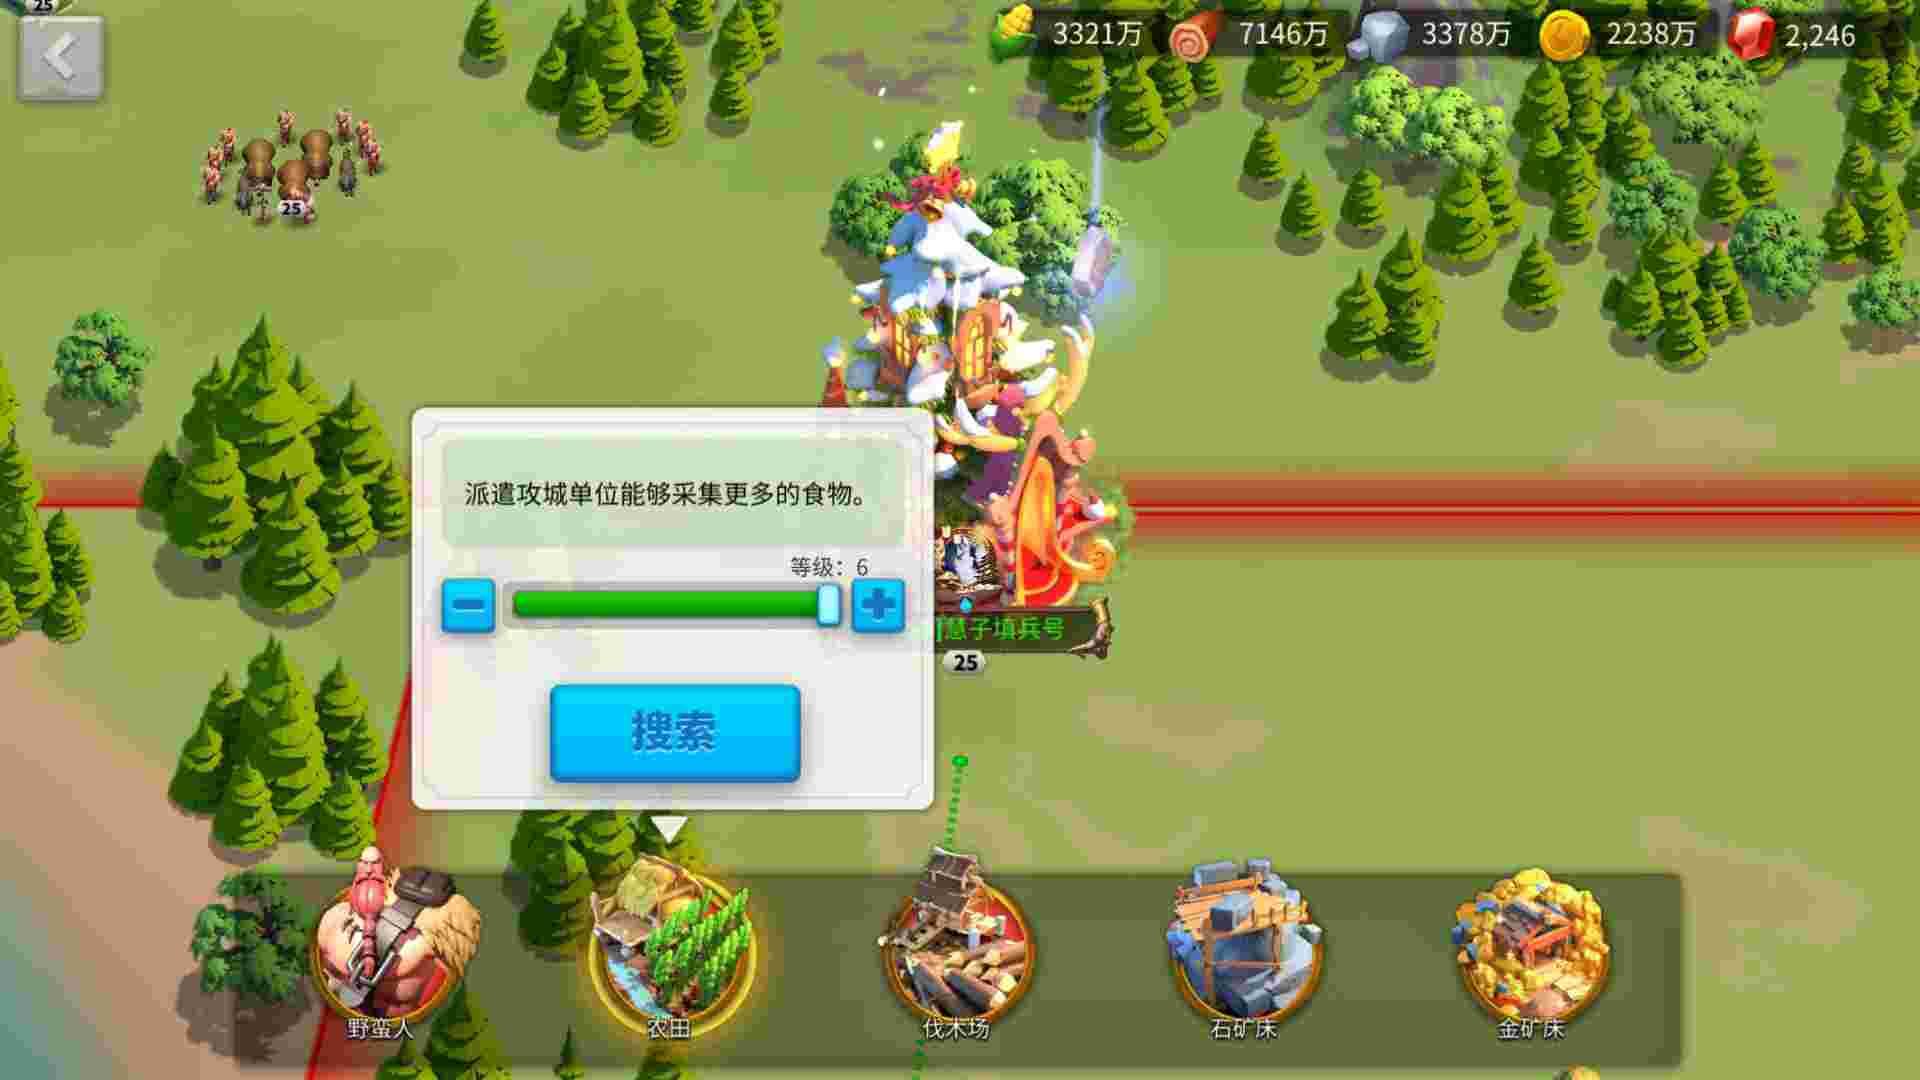 25
3321万
7146万
3378万
2238万
2,246
25
派遣攻城单位能够采集更多的食物。
等级：6
慧子填兵号
25
搜索
野蛮人
农田
伐木场
石矿床
金矿床